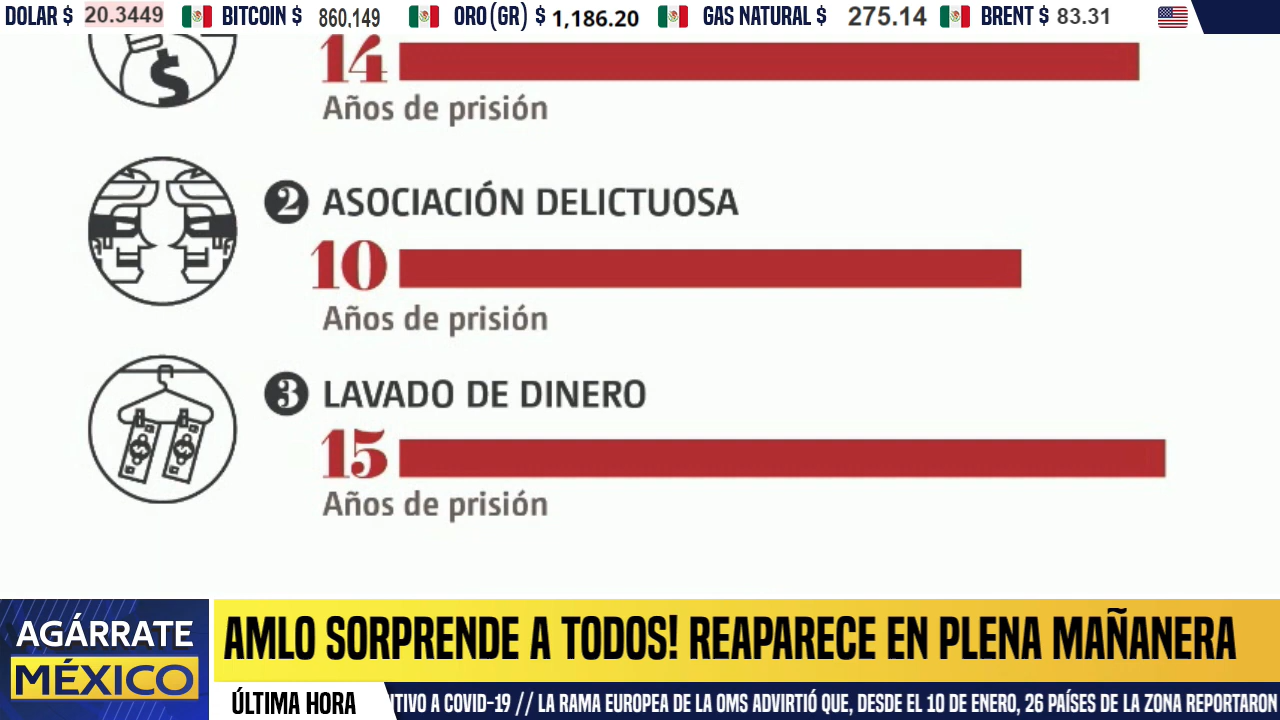 DOLAR $ 20.3449 BITCOIN $ 860,149 ORO(GR) $ 1,186.20 GAS NATURAL $ 275.14 BRENT $ 83.31
$
14
Años de prisión
2 ASOCIACIÓN DELICTUOSA
10
Años de prisión
3 LAVADO DE DINERO
15
Años de prisión
AGÁRRATE
MÉXICO
AMLO SORPRENDE A TODOS! REAPARECE EN PLENA MAÑANERA
ÚLTIMA HORA
ITIVO A COVID-19 // LA RAMA EUROPEA DE LA OMS ADVIRTIÓ QUE, DESDE EL 10 DE ENERO, 26 PAÍSES DE LA ZONA REPORTARON